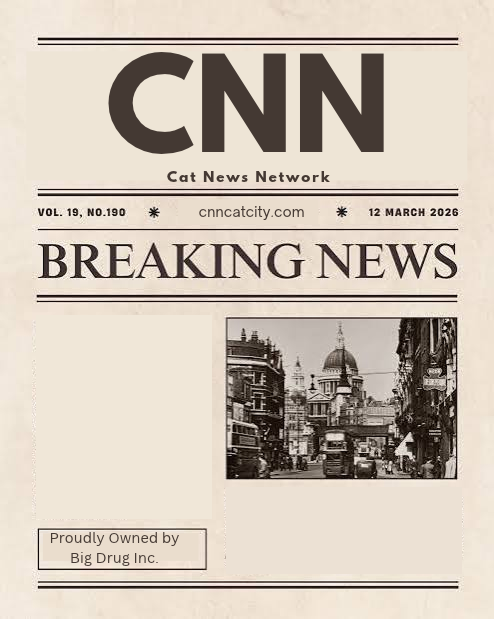 CNN
Cat News Network
VOL. 19, NO.190 ✷ cnncatcity.com ✷ 12 MARCH 2026
BREAKING NEWS
Proudly Owned by
Big Drug Inc.